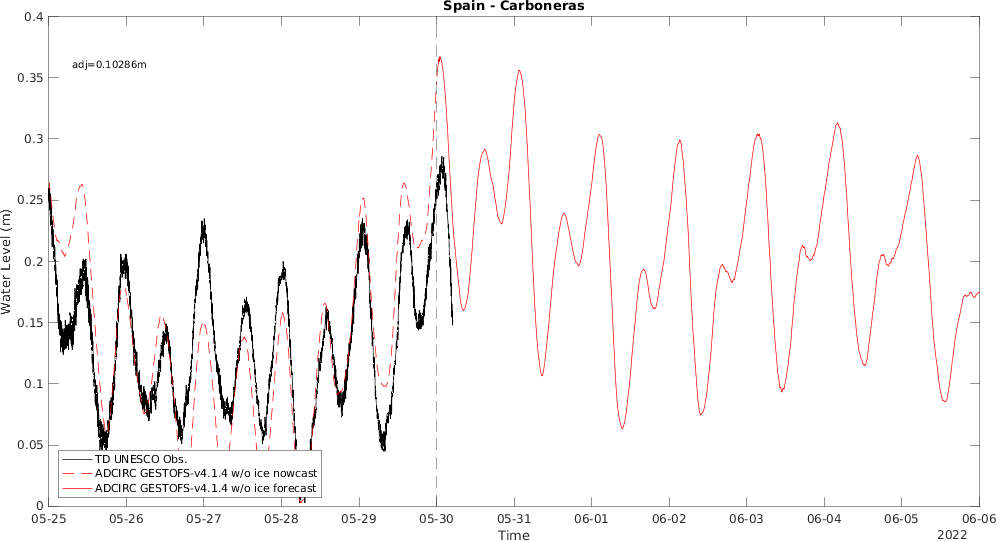 Spain - Carboneras
adj=0.10286m
0.4
0.35
0.3
0.25
0.2
0.15
0.1
0.05
0
Water Level (m)
TD UNESCO Obs.
ADCIRC GESTOFS-v4.1.4 w/o ice nowcast
ADCIRC GESTOFS-v4.1.4 w/o ice forecast
05-25 05-26 05-27 05-28 05-29 05-30 05-31 06-01 06-02 06-03 06-04 06-05 06-06
Time
2022